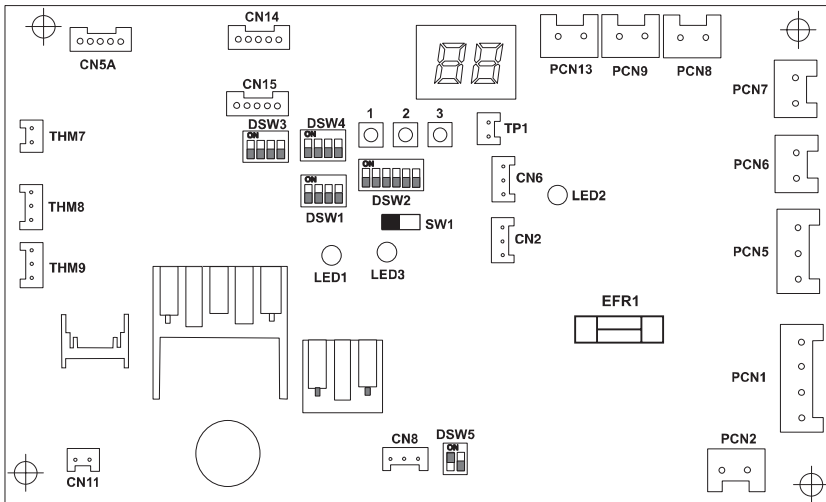 CN14
CN5A
PCN13
PCN9
PCN8
PCN7
CN15
DSW3
ON
DSW4
ON
1
2
3
TP1
THM7
PCN6
CN6
LED2
ON
DSW1
ON
DSW2
SW1
CN2
THM8
PCN5
THM9
LED1
LED3
EFR1
PCN1
CN8
DSW5
ON
PCN2
CN11